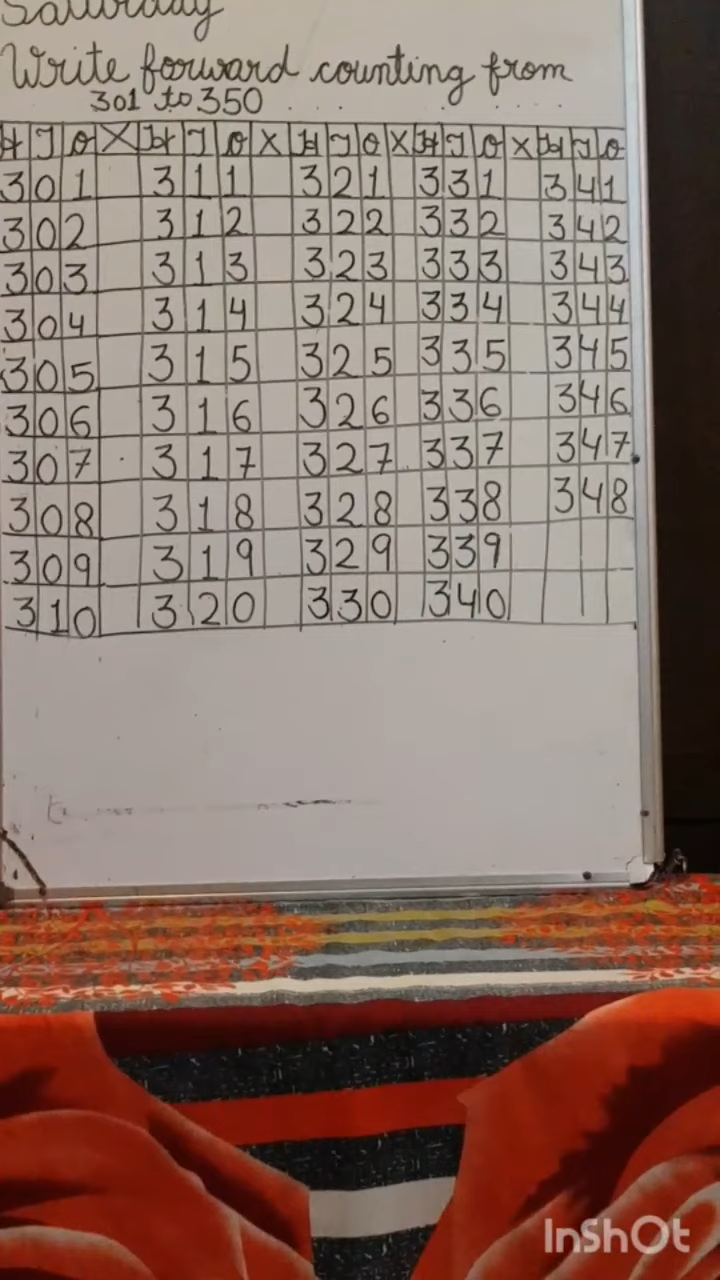 Saturday
Write forward counting from
301 to 350
H T O X H T O X H T O X H T O X H T O
301 311 321 331 341
302 312 322 332 342
303 313 323 333 343
304 314 324 334 344
305 315 325 335 345
306 316 326 336 346
307 317 327 337 347
308 318 328 338 348
309 319 329 339
310 320 330 340
InShOt